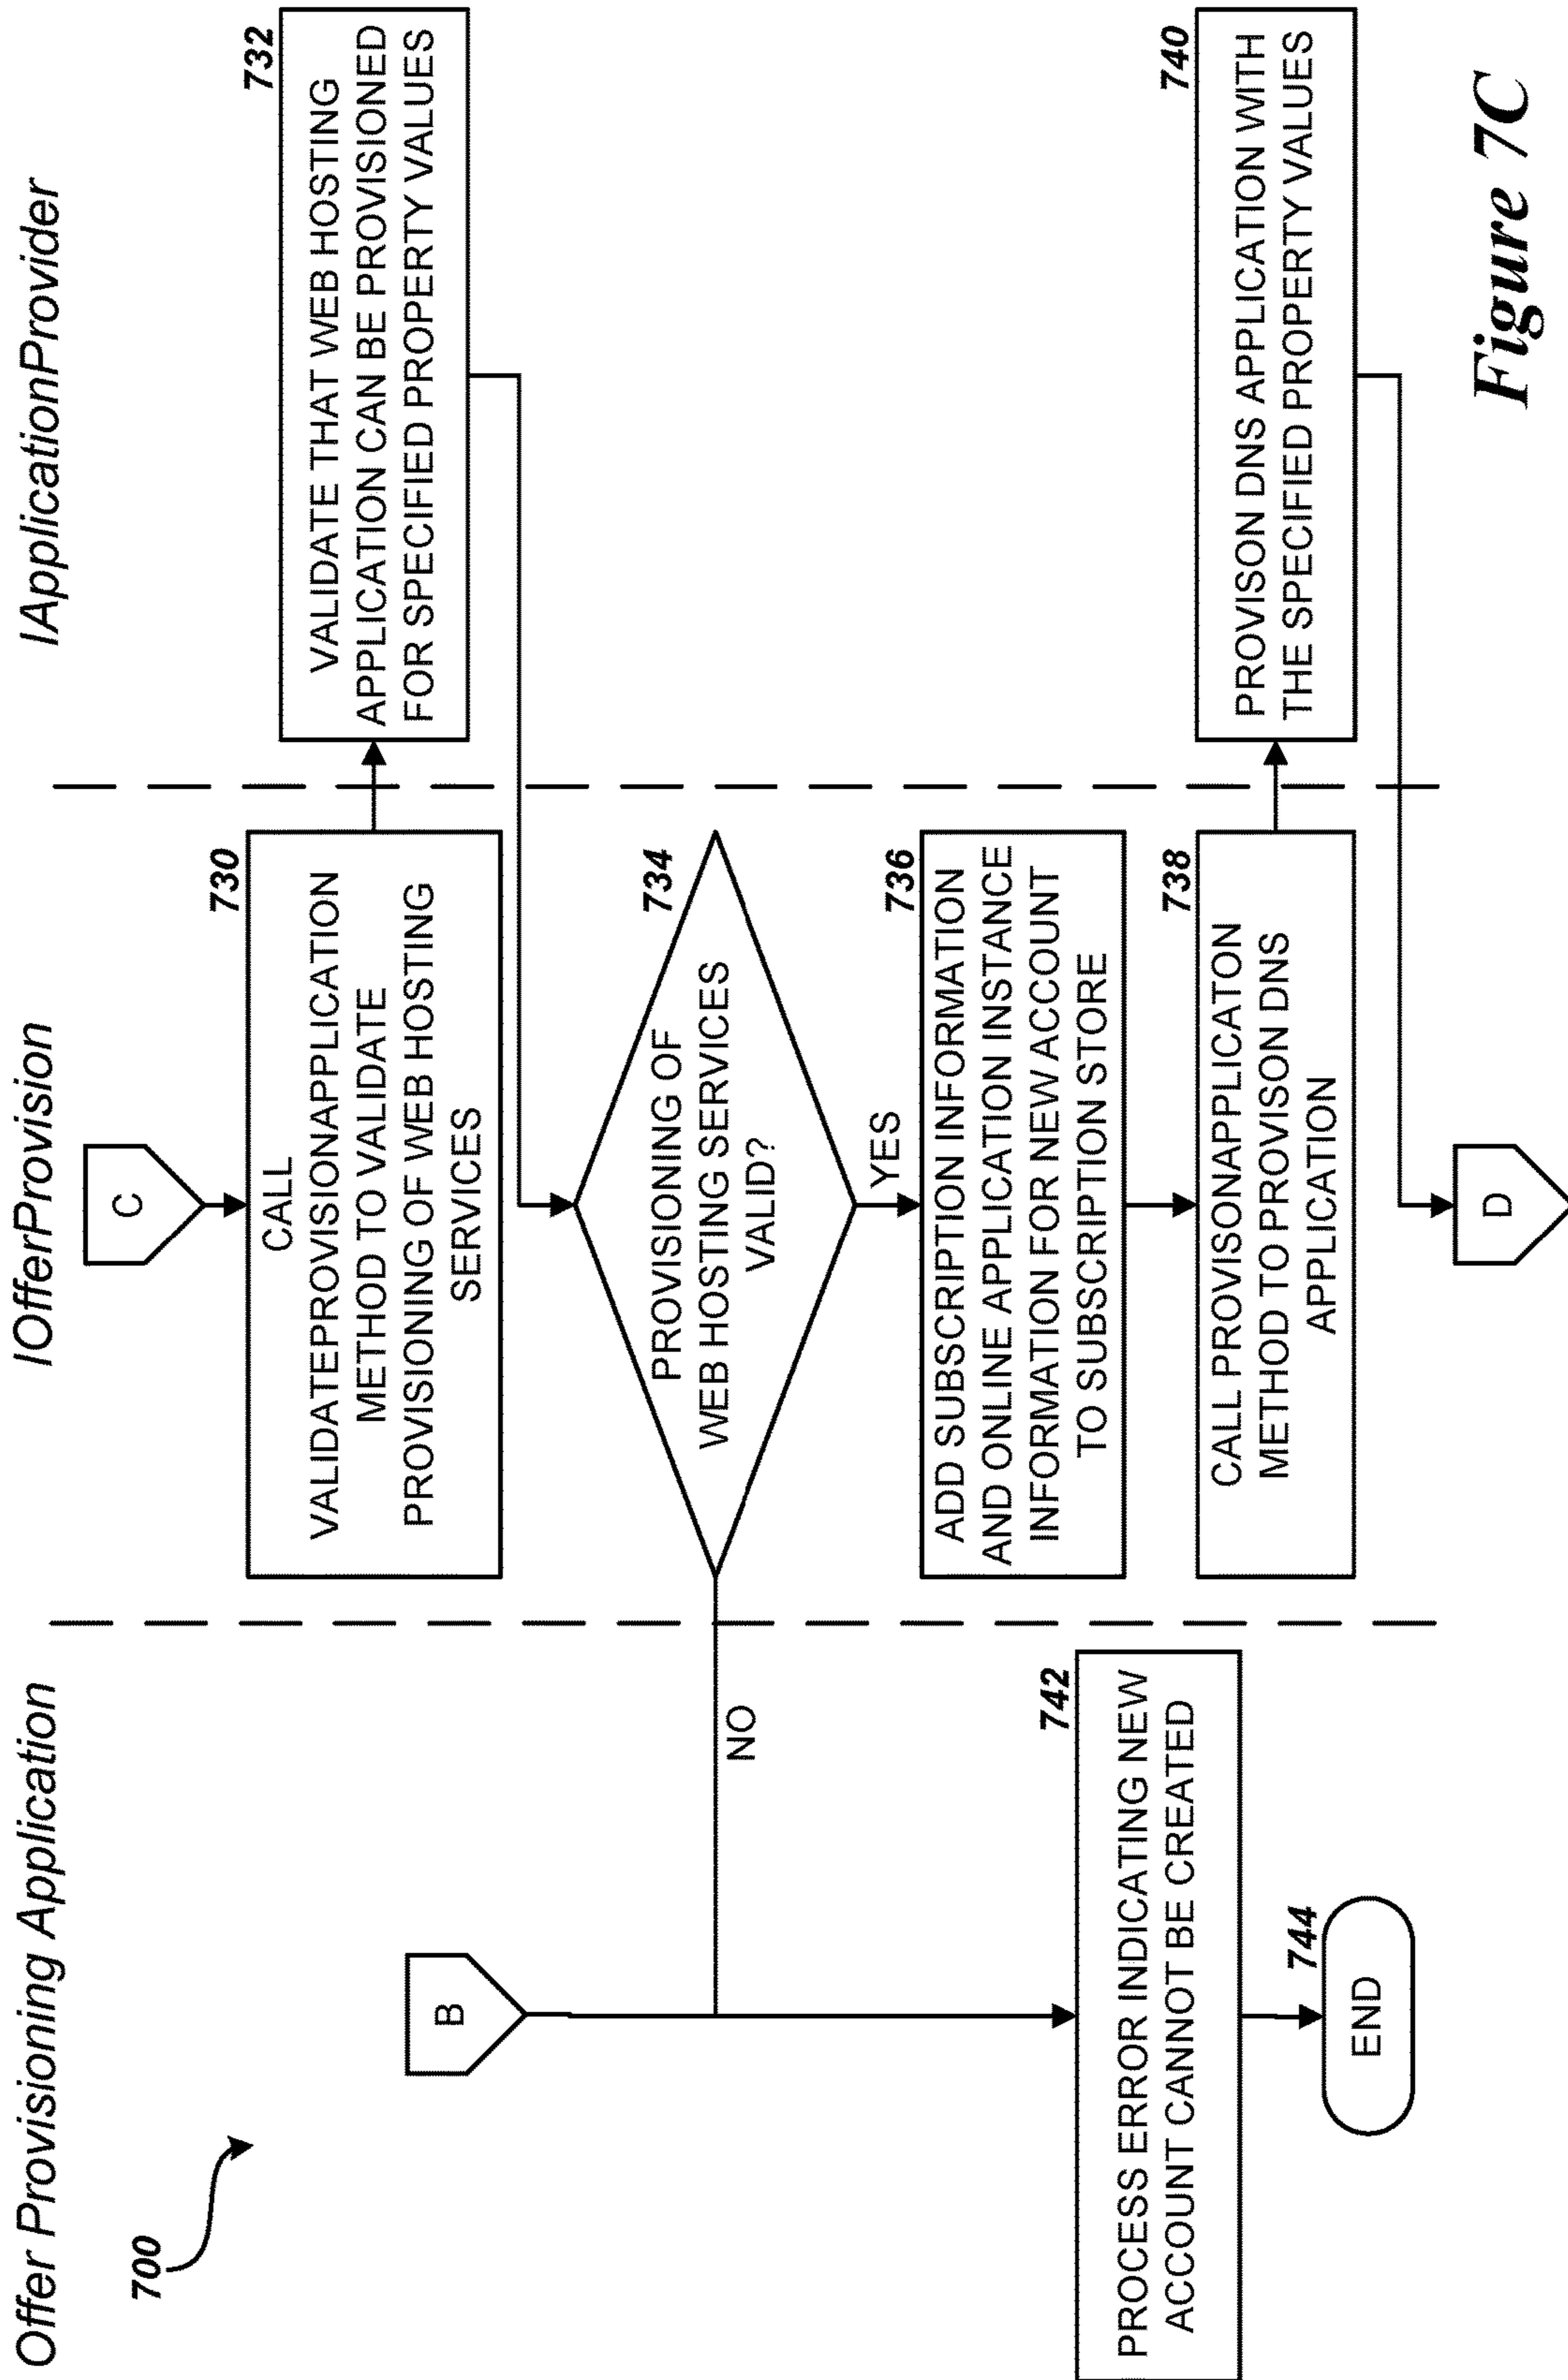 Offer Provisioning Application
IOfferProvision
IApplicationProvider
700
C
730
CALL
VALIDATEPROVISIONAPPLICATION
METHOD TO VALIDATE
PROVISIONING OF WEB HOSTING
SERVICES
732
VALIDATE THAT WEB HOSTING
APPLICATION CAN BE PROVISIONED
FOR SPECIFIED PROPERTY VALUES
B
734
PROVISIONING OF
WEB HOSTING SERVICES
VALID?
NO
YES
736
ADD SUBSCRIPTION INFORMATION
AND ONLINE APPLICATION INSTANCE
INFORMATION FOR NEW ACCOUNT
TO SUBSCRIPTION STORE
742
PROCESS ERROR INDICATING NEW
ACCOUNT CANNOT BE CREATED
738
CALL PROVISONAPPLICATON
METHOD TO PROVISON DNS
APPLICATION
740
PROVISON DNS APPLICATION WITH
THE SPECIFIED PROPERTY VALUES
744
END
D
Figure 7C